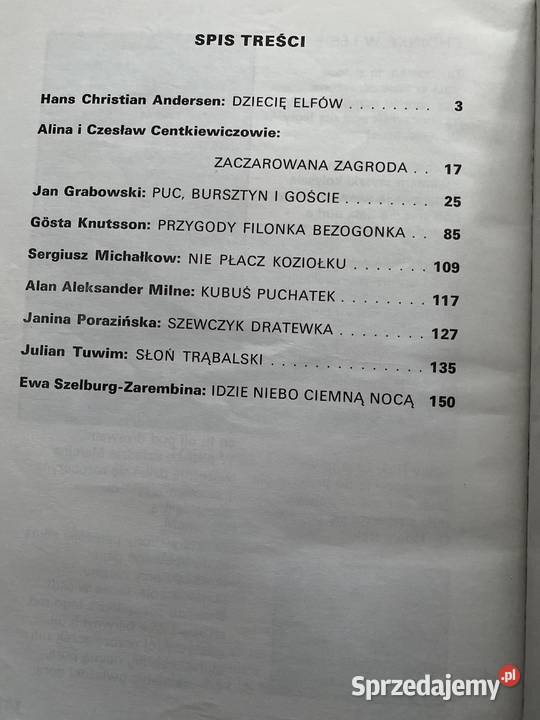 SPIS TREŚCI
Hans Christian Andersen: DZIECIĘ ELFÓW . . . . . . . . 3
Alina i Czesław Centkiewiczowie:
ZACZAROWANA ZAGRODA . . 17
Jan Grabowski: PUC, BURSZTYN I GOŚCIE . . . . . . . 25
Gösta Knutsson: PRZYGODY FILONKA BEZOGONKA . . 85
Sergiusz Michałkow: NIE PŁACZ KOZIOŁKU . . . . . . 109
Alan Aleksander Milne: KUBUŚ PUCHATEK . . . . . . . 117
Janina Porazińska: SZEWCZYK DRATEWKA . . . . . . . 127
Julian Tuwim: SŁOŃ TRĄBALSKI . . . . . . . . . . . . . 135
Ewa Szelburg-Zarembina: IDZIE NIEBO CIEMNĄ NOCĄ 150
Sprzedajemy.pl